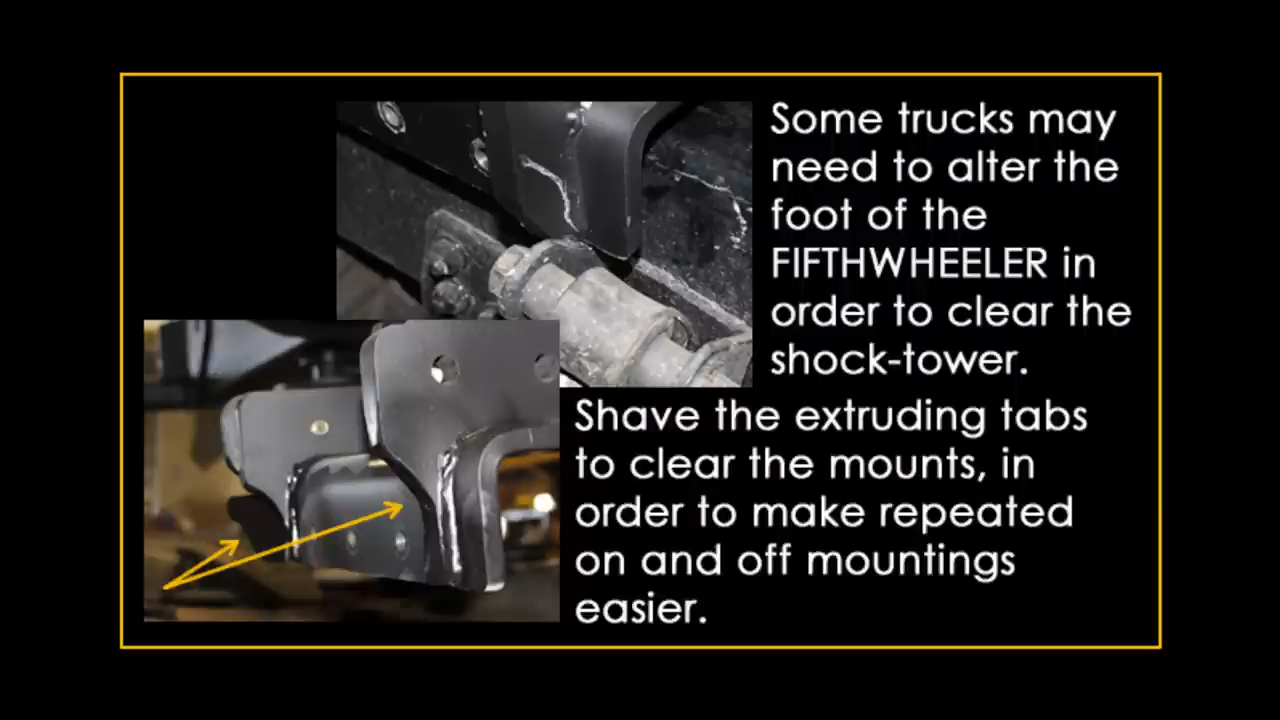 Some trucks may
need to alter the
foot of the
FIFTHWHEELER in
order to clear the
shock-tower.
Shave the extruding tabs
to clear the mounts, in
order to make repeated
on and off mountings
easier.